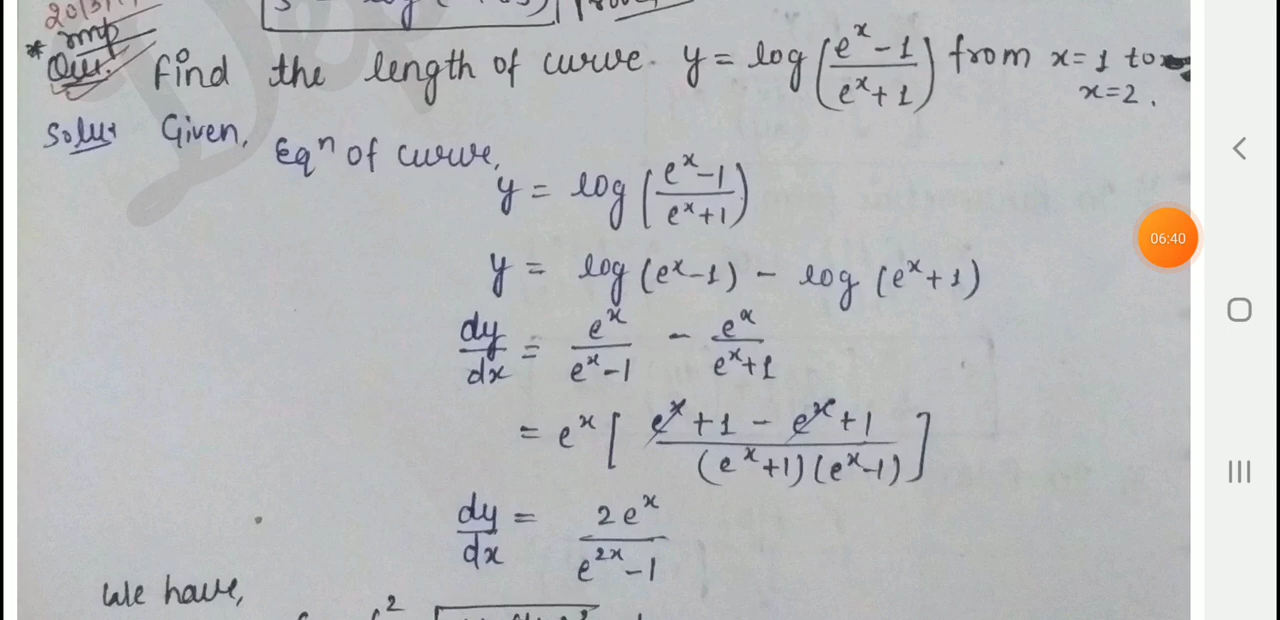 * Imp
Ques. Find the length of curve. y = log ( (e^x - 1) / (e^x + 1) ) from x = 1 to
x = 2.
Solu: Given,
Eqⁿ of curve,
y = log ( (e^x - 1) / (e^x + 1) )
y = log (e^x - 1) - log (e^x + 1)
dy/dx = e^x / (e^x - 1) - e^x / (e^x + 1)
= e^x [ (e^x + 1 - e^x + 1) / ((e^x + 1)(e^x - 1)) ]
dy/dx = 2e^x / (e^2x - 1)
We have,
06:40